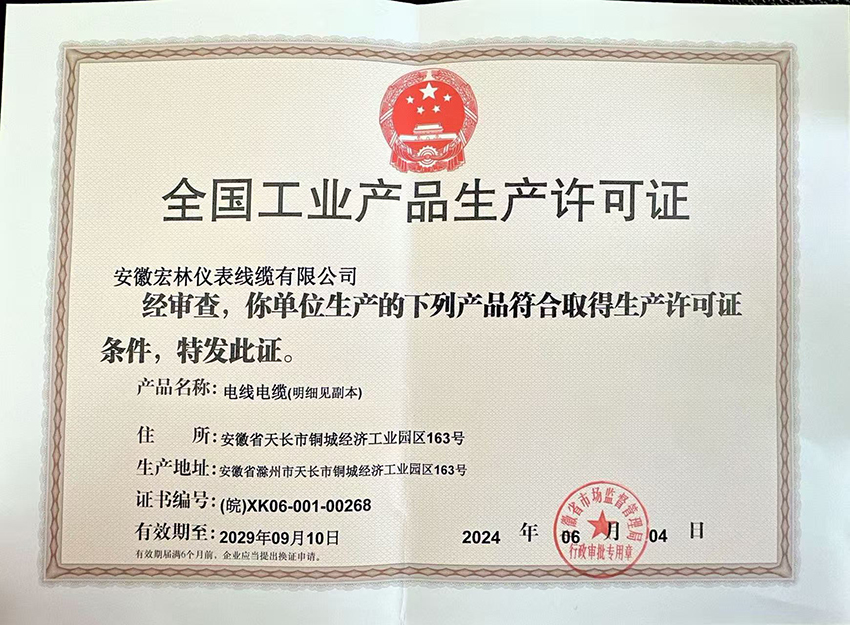 全国工业产品生产许可证
安徽宏林仪表线缆有限公司
经审查，你单位生产的下列产品符合取得生产许可证
条件，特发此证。
产品名称：电线电缆(明细见副本)
住 所：安徽省天长市铜城经济工业园区163号
生产地址：安徽省滁州市天长市铜城经济工业园区163号
证书编号：(皖)XK06-001-00268
有效期至：2029年09月10日
2024 年 06 月 04 日
有效期届满6个月前，企业应当提出换证申请。
安徽省市场监督管理局
行政审批专用章